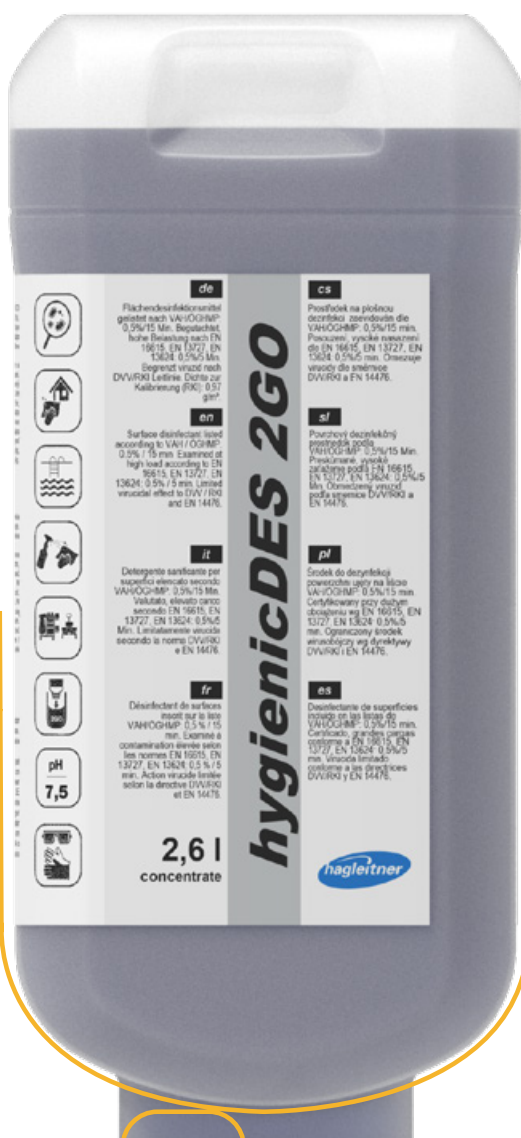 de
Flächendesinfektionsmittel
gelistet nach VAH/ÖGHMP:
0,5%/15 Min. Begutachtet,
hohe Belastung nach EN
16615, EN 13727, EN
13624: 0,5%/5 Min.
Begrenzt viruzid nach
DVV/RKI Leitlinie. Dichte zur
Kalibrierung (RKI): 0,97
g/m³.
en
Surface disinfectant listed
according to VAH / ÖGHMP:
0.5% / 15 min. Examined at
high load according to EN
16615, EN 13727, EN
13624: 0.5% / 5 min. Limited
virucidal effect to DVV / RKI
and EN 14476.
it
Detergente sanificante per
superfici elencato secondo
VAH/ÖGHMP: 0,5%/15 Min.
Valutato, elevato carico
secondo EN 16615, EN
13727, EN 13624: 0,5%/5
Min. Limitatamente virucida
secondo la norma DVV/RKI
e EN 14476.
fr
Désinfectant de surfaces
inscrit sur la liste
VAH/ÖGHMP: 0,5 % / 15
min. Examiné à
contamination élevée selon
les normes EN 16615, EN
13727, EN 13624: 0,5 % / 5
min. Action virucide limitée
selon la directive DVV/RKI
et EN 14476.
pH
7,5
2,6 l
concentrate
hygienicDES 2GO
cs
Prostředek na plošnou
dezinfekci zaevidován dle
VAH/ÖGHMP: 0,5%/15 min.
Posouzení, vysoké nasazení
dle EN 16615, EN 13727, EN
13624: 0,5%/5 min. Omezuje
virucidy dle směrnice
DVV/RKI a EN 14476.
sl
Povrchový dezinfekčný
prostriedok podľa
VAH/ÖGHMP: 0,5%/15 Min.
Preskúmané, vysoké
zaťaženie podľa EN 16615,
EN 13727, EN 13624: 0,5%/5
Min. Obmedzený viruzid
podľa smernice DVV/RKI a
EN 14476.
pl
Środek do dezynfekcji
powierzchni ujęty na liście
VAH/ÖGHMP: 0,5%/15 min.
Certyfikowany przy dużym
obciążeniu wg EN 16615, EN
13727, EN 13624: 0,5%/5
min. Ograniczony środek
wirusobójczy wg dyrektywy
DVV/RKI i EN 14476.
es
Desinfectante de superficies
incluido en las listas do
VAH/ÖGHMP: 0,5%/15 min.
Certificado, grandes cargas
conforme a EN 16615, EN
13727, EN 13624: 0,5%/5
min. Virucida limitado
conforme a las directrices
DVV/RKI y EN 14476.
hagleitner